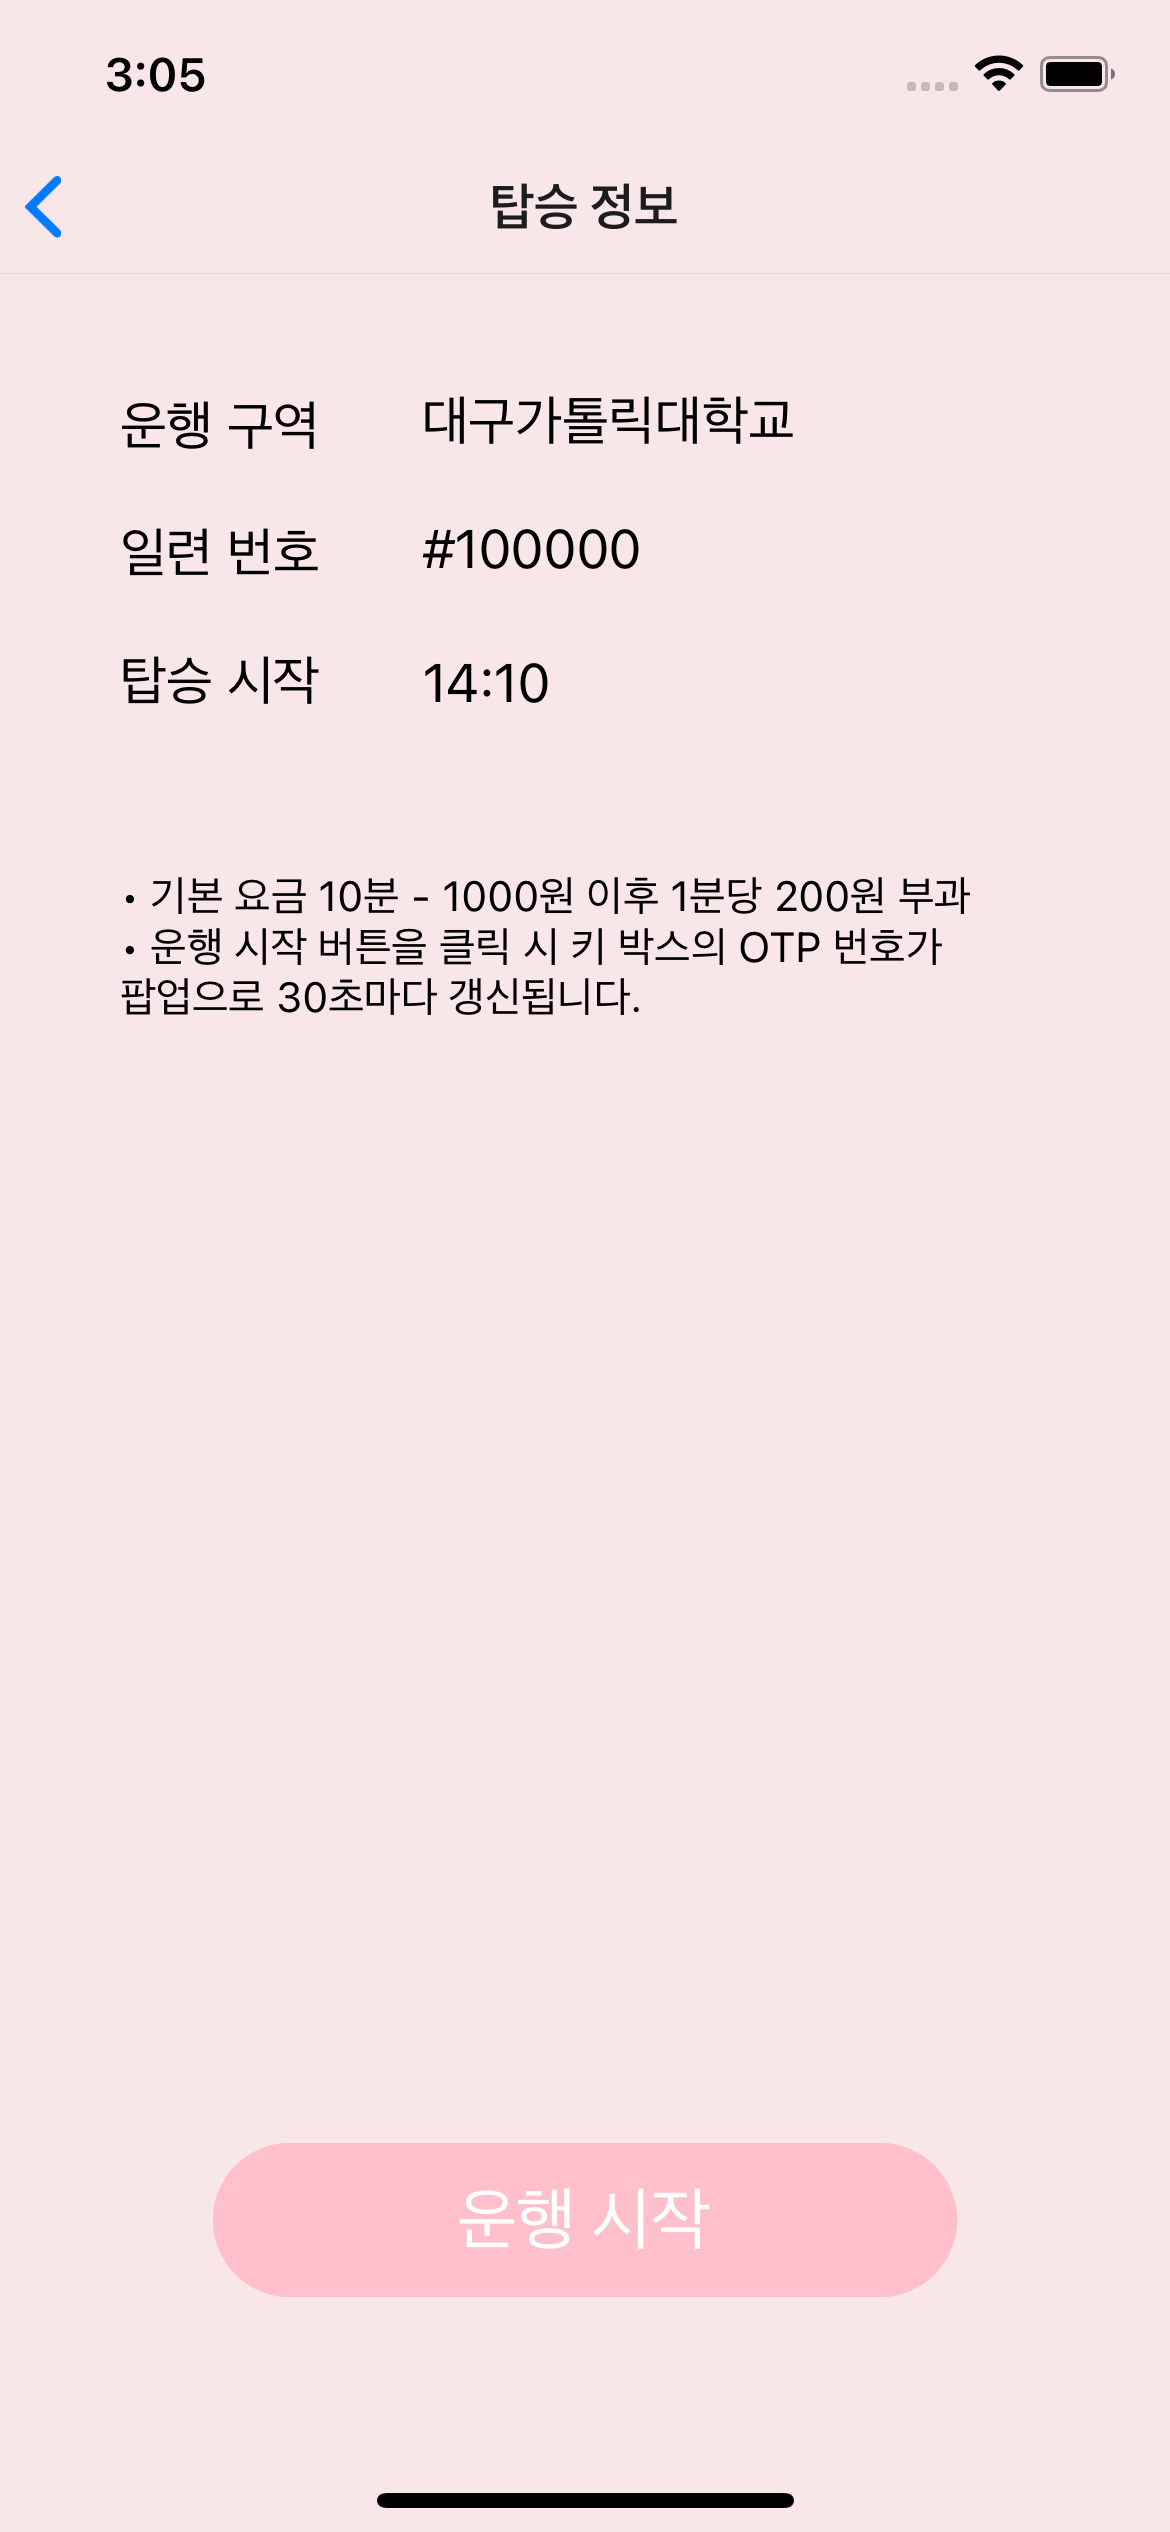 3:05
탑승 정보
운행 구역 대구가톨릭대학교
일련 번호 #100000
탑승 시작 14:10
• 기본 요금 10분 - 1000원 이후 1분당 200원 부과
• 운행 시작 버튼을 클릭 시 키 박스의 OTP 번호가
팝업으로 30초마다 갱신됩니다.
운행 시작